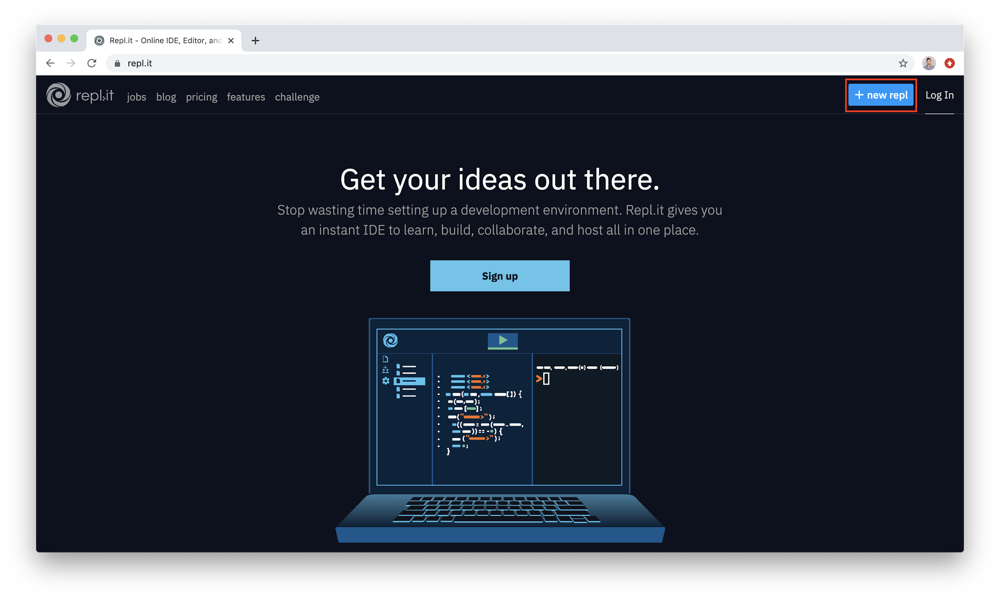 Repl.it - Online IDE, Editor, and
repl.it
repl.it jobs blog pricing features challenge + new repl Log In
Get your ideas out there.
Stop wasting time setting up a development environment. Repl.it gives you
an instant IDE to learn, build, collaborate, and host all in one place.
Sign up